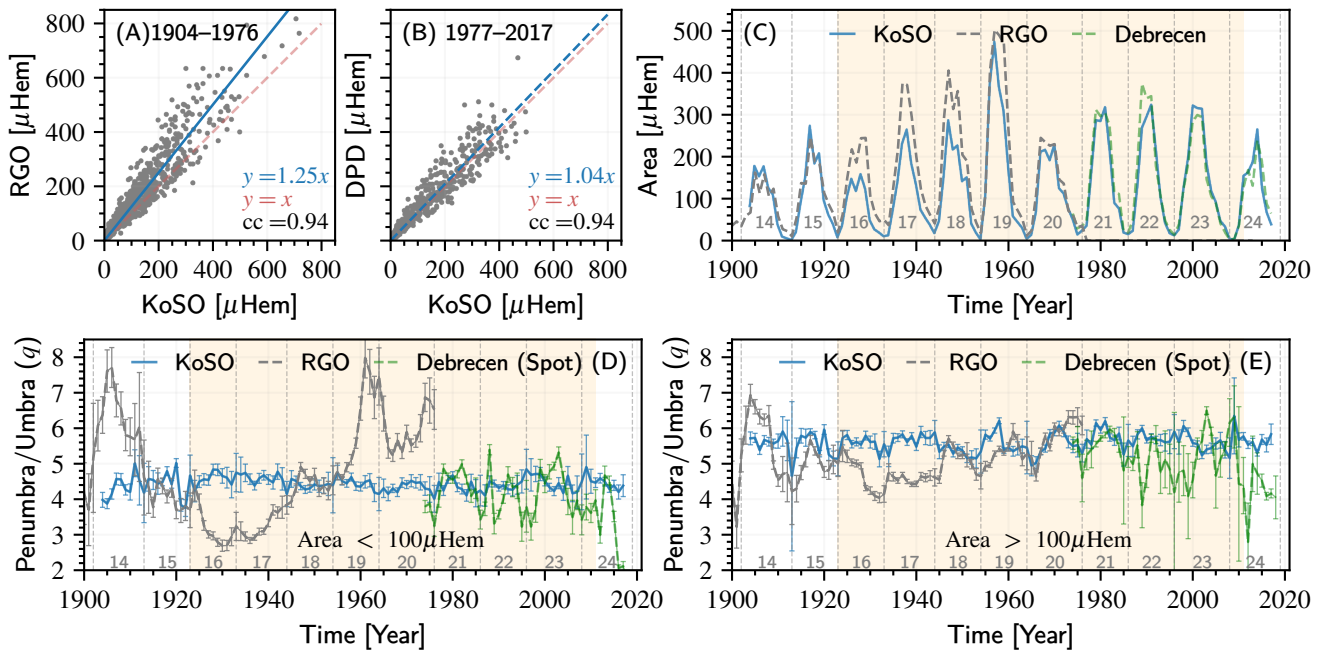 (A) 1904–1976
RGO [μHem]
800
600
400
200
0
y=1.25x
y=x
cc=0.94
0 200 400 600 800
KoSO [μHem]
(B) 1977–2017
DPD [μHem]
800
600
400
200
0
y=1.04x
y=x
cc=0.94
0 200 400 600 800
KoSO [μHem]
(C) KoSO RGO Debrecen
Area [μHem]
500
400
300
200
100
0
14 15 16 17 18 19 20 21 22 23 24
1900 1920 1940 1960 1980 2000 2020
Time [Year]
KoSO RGO Debrecen (Spot) (D)
Penumbra/Umbra (q)
8
7
6
5
4
3
2
Area < 100μHem
14 15 16 17 18 19 20 21 22 23 24
1900 1920 1940 1960 1980 2000 2020
Time [Year]
KoSO RGO Debrecen (Spot) (E)
Penumbra/Umbra (q)
8
7
6
5
4
3
2
Area > 100μHem
14 15 16 17 18 19 20 21 22 23 24
1900 1920 1940 1960 1980 2000 2020
Time [Year]